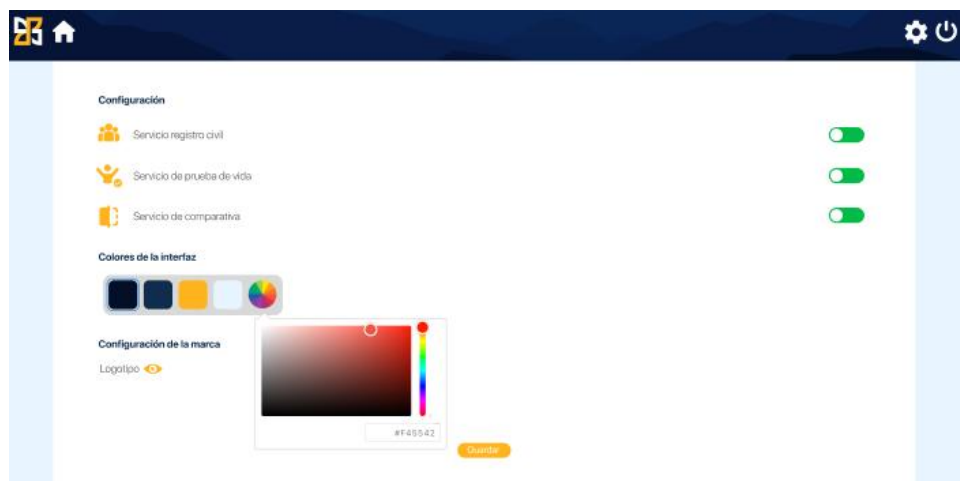 Configuración
Servicio registro civil
Servicio de prueba de vida
Servicio de comparativa
Colores de la interfaz
Configuración de la marca
Logotipo
#F45542
Guardar